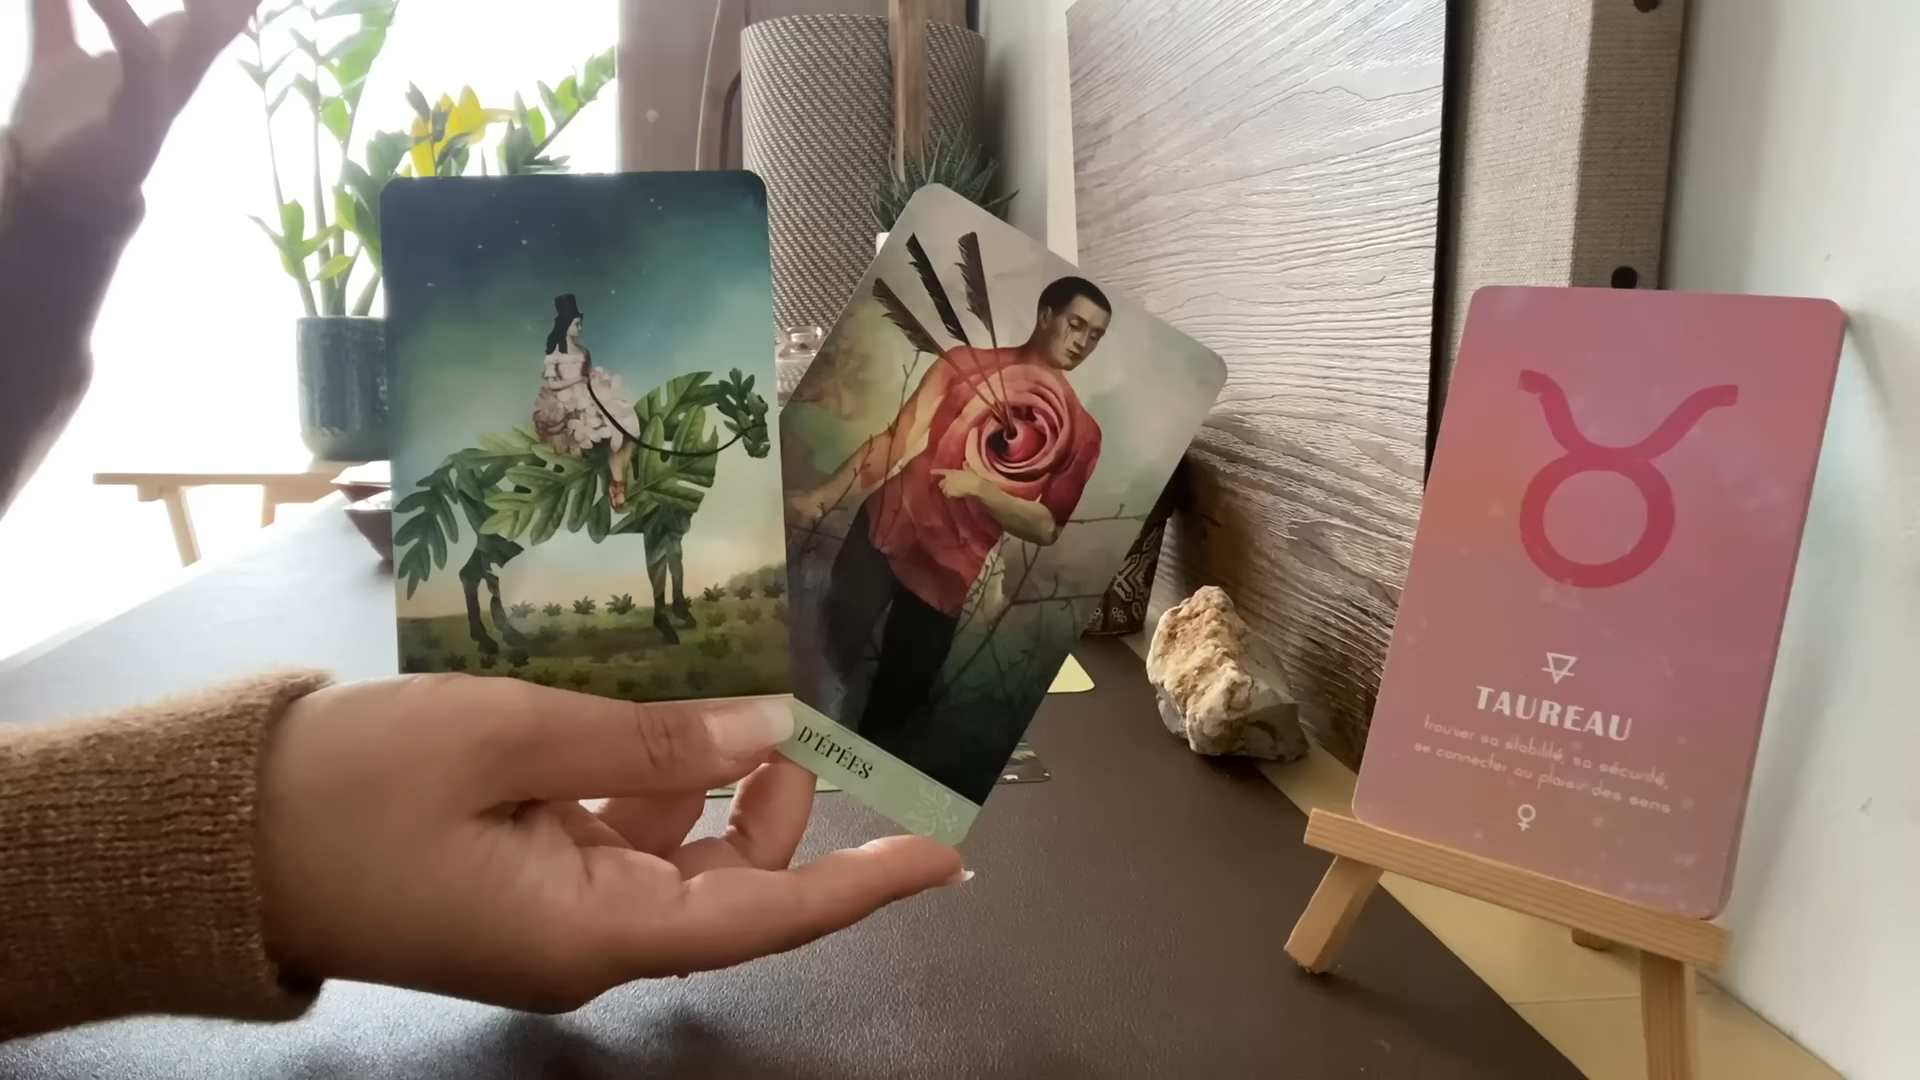 D'ÉPÉES
TAUREAU
trouver sa stabilité, sa sécurité,
se connecter au plaisir des sens